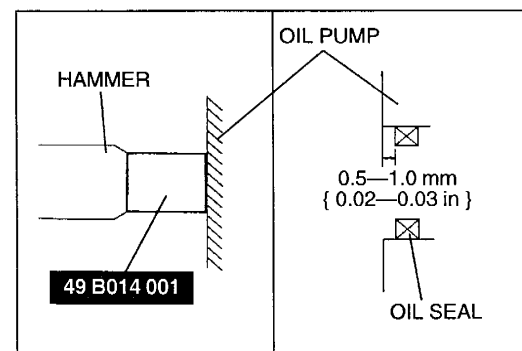 OIL PUMP
HAMMER
0.5—1.0 mm
{ 0.02—0.03 in }
49 B014 001
OIL SEAL